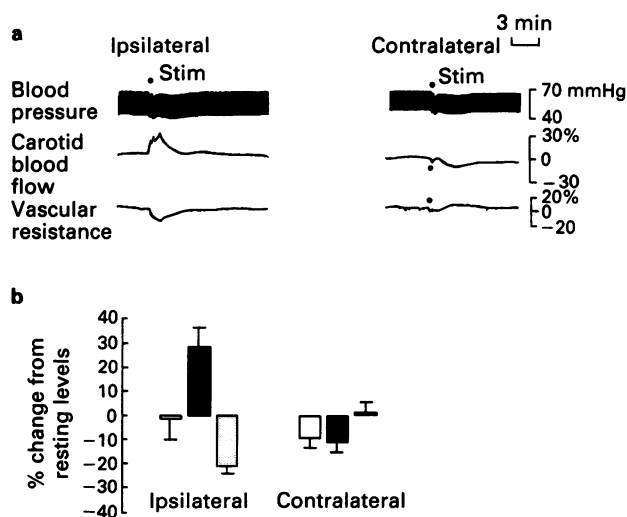 a
3 min
Ipsilateral
Contralateral
Stim
Stim
Blood pressure
70 mmHg
40
Carotid blood flow
30%
0
−30
Vascular resistance
20%
0
−20
b
% change from resting levels
40
30
20
10
0
−10
−20
−30
−40
Ipsilateral
Contralateral